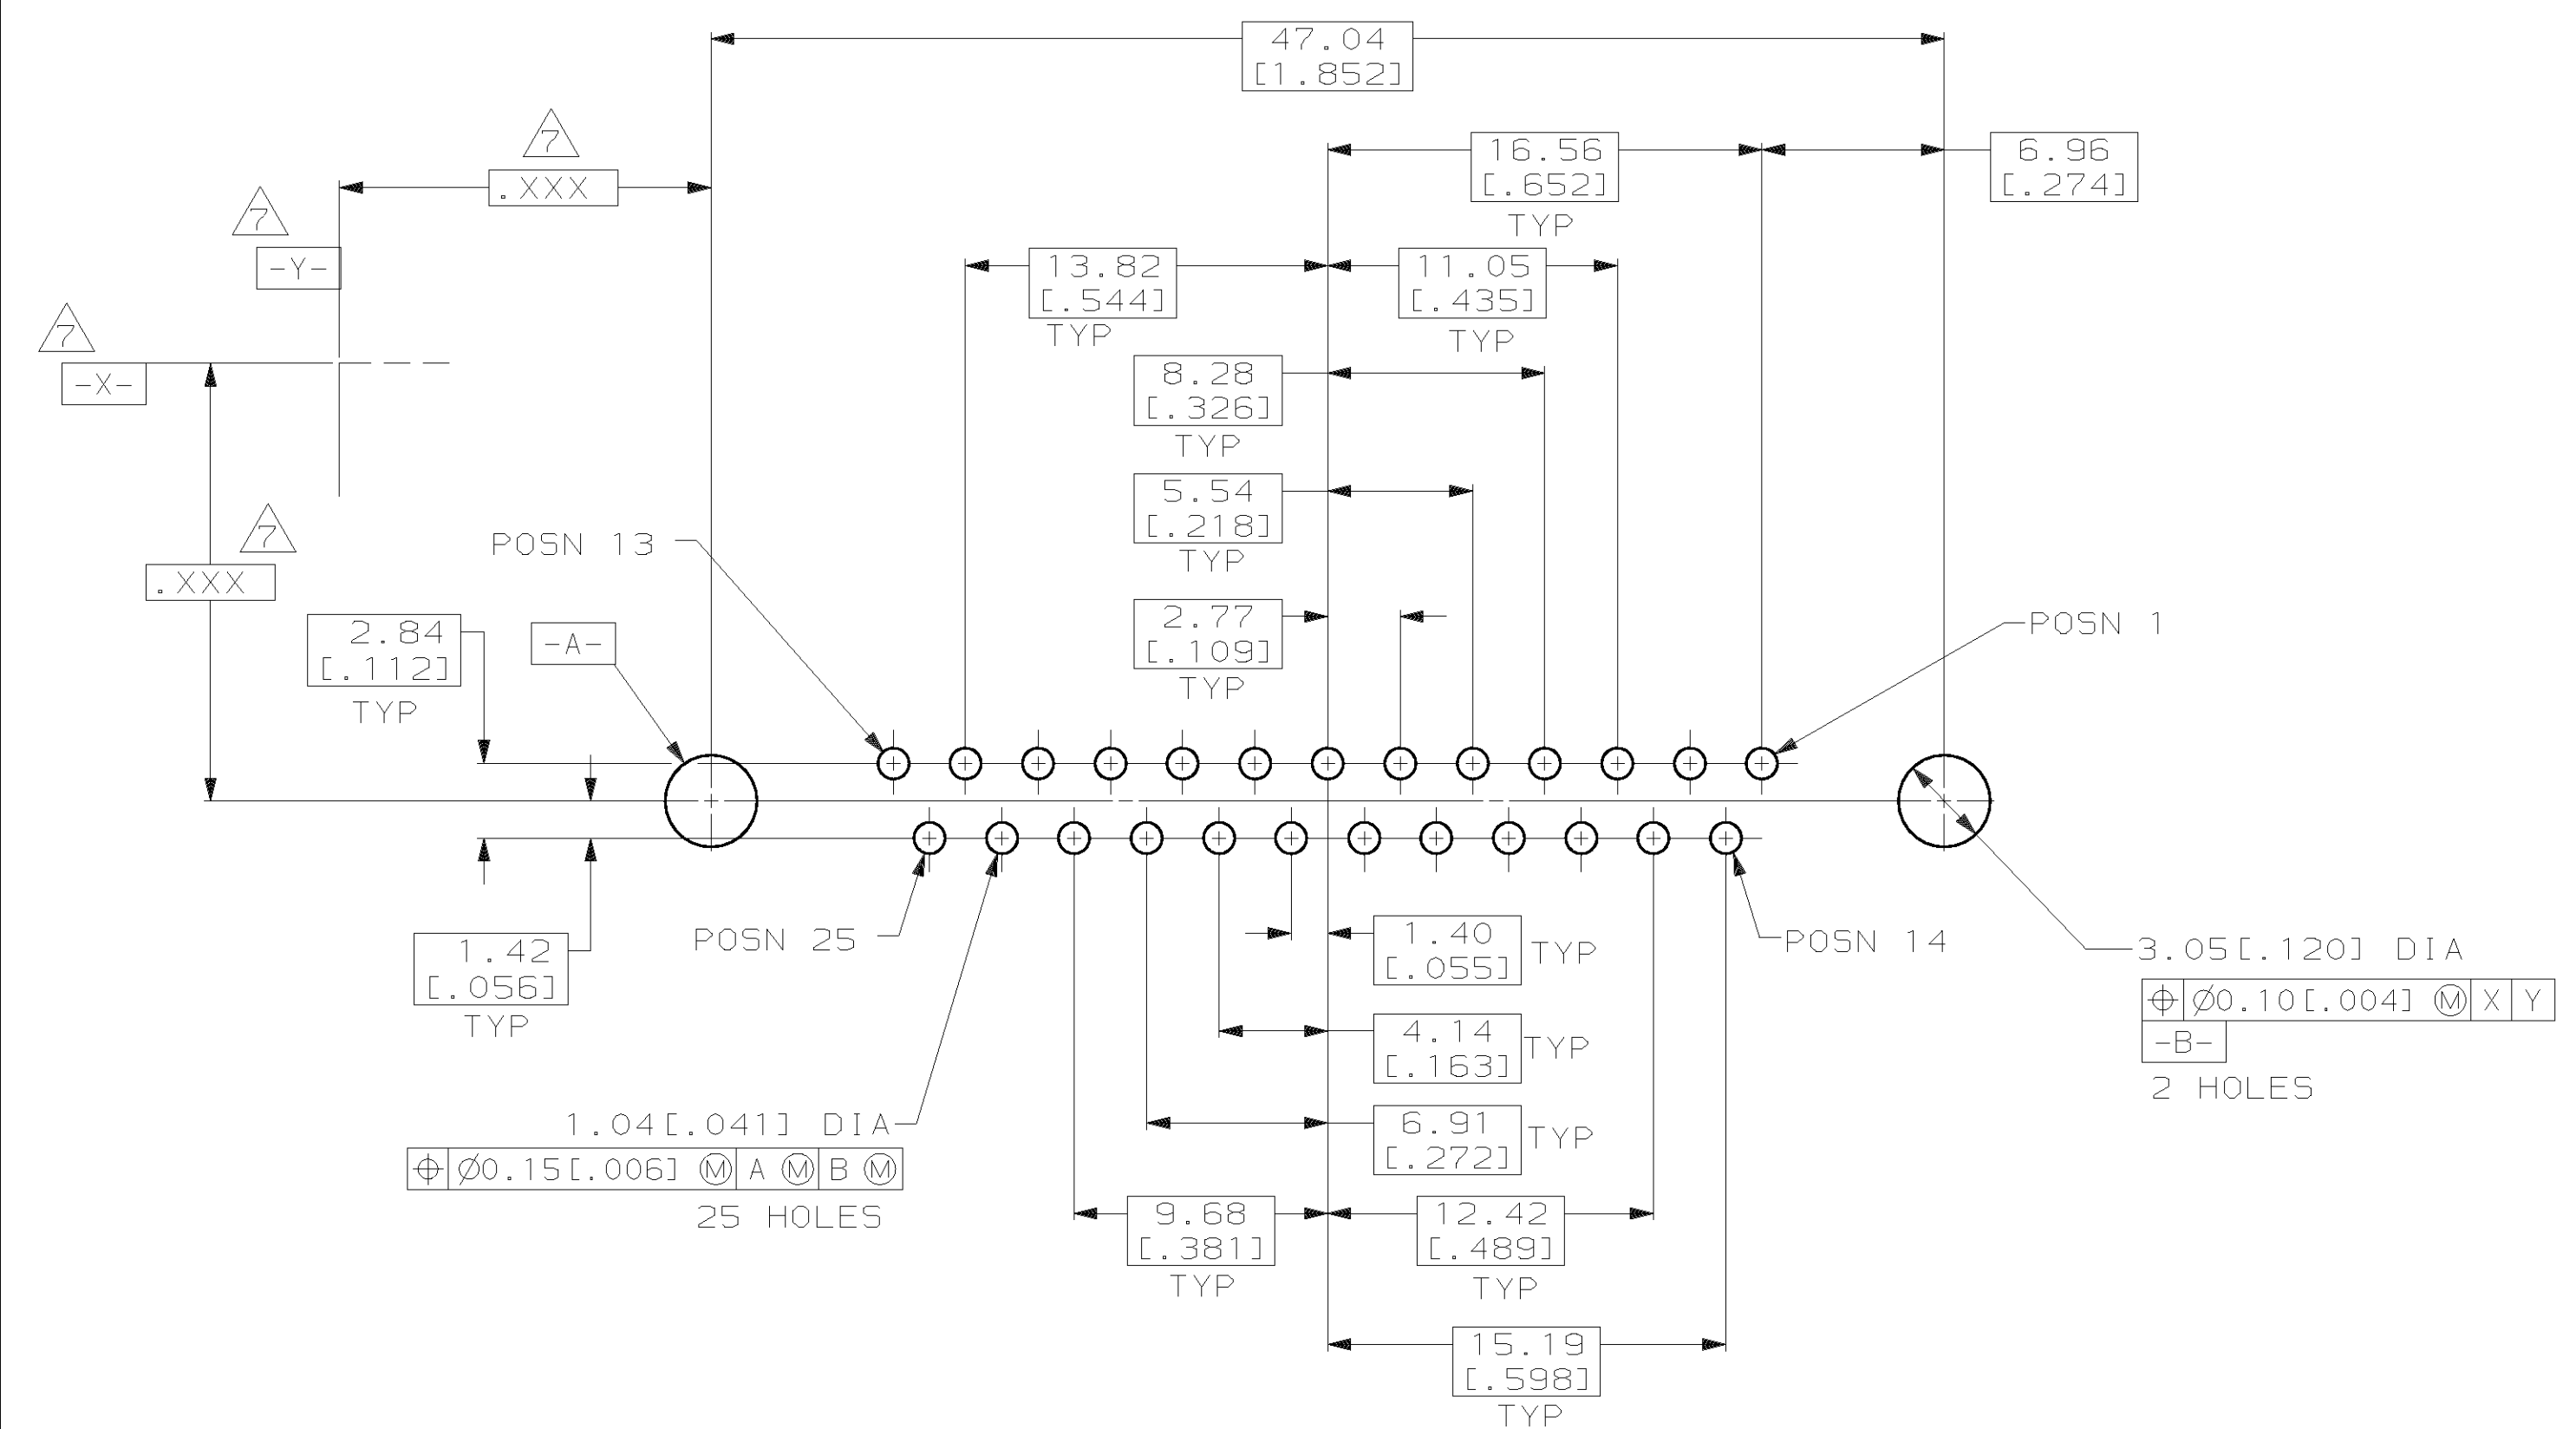 47.04
[1.852]
7
.XXX
16.56
[.652]
TYP
6.96
[.274]
7
-Y-
13.82
[.544]
TYP
11.05
[.435]
TYP
7
-X-
8.28
[.326]
TYP
5.54
[.218]
TYP
7
.XXX
POSN 13
2.77
[.109]
TYP
2.84
[.112]
TYP
-A-
POSN 1
1.42
[.056]
TYP
POSN 25
1.40
[.055]
TYP
POSN 14
3.05[.120] DIA
⌖ Ø0.10[.004] Ⓜ X Y
-B-
2 HOLES
4.14
[.163]
TYP
1.04[.041] DIA
⌖ Ø0.15[.006] Ⓜ A Ⓜ B Ⓜ
25 HOLES
6.91
[.272]
TYP
9.68
[.381]
TYP
12.42
[.489]
TYP
15.19
[.598]
TYP